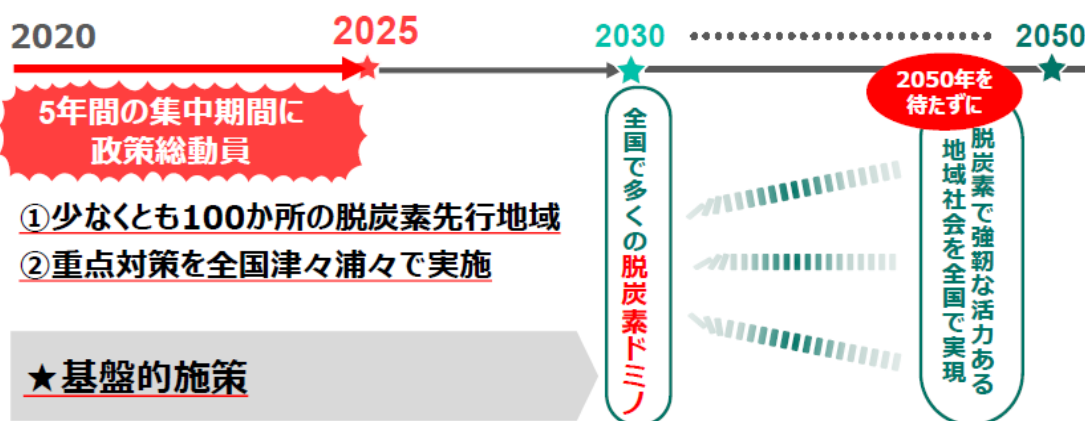 2020
2025
2030
2050
5年間の集中期間に
政策総動員
①少なくとも100か所の脱炭素先行地域
②重点対策を全国津々浦々で実施
★基盤的施策
全国で多くの脱炭素ドミノ
2050年を
待たずに
脱炭素で強靭な活力ある
地域社会を全国で実現